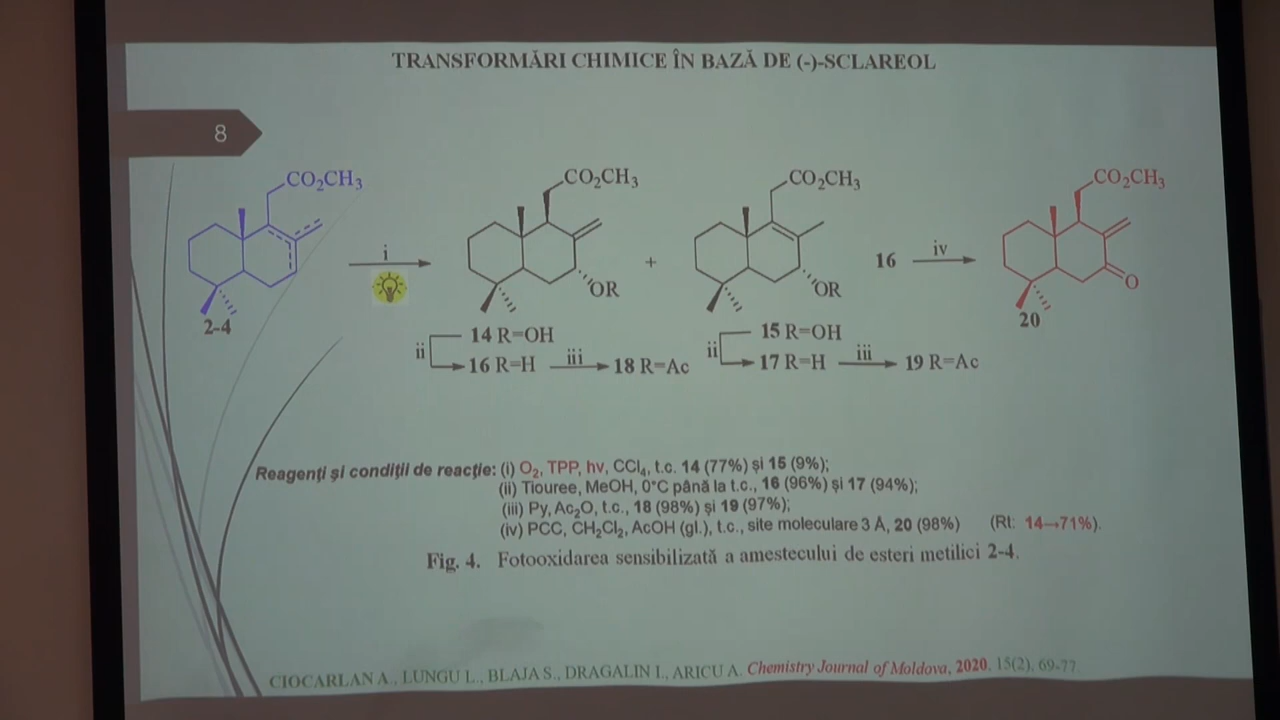 TRANSFORMĂRI CHIMICE ÎN BAZĂ DE (-)-SCLAREOL
8
CO₂CH₃
2-4
i
CO₂CH₃
OR
14 R=OH
ii
16 R=H
iii
18 R=Ac
+
CO₂CH₃
OR
15 R=OH
ii
17 R=H
iii
19 R=Ac
16
iv
CO₂CH₃
O
20
Reagenți și condiții de reacție: (i) O₂, TPP, hv, CCl₄, t.c. 14 (77%) și 15 (9%);
(ii) Tiouree, MeOH, 0°C până la t.c., 16 (96%) și 17 (94%);
(iii) Py, Ac₂O, t.c., 18 (98%) și 19 (97%);
(iv) PCC, CH₂Cl₂, AcOH (gl.), t.c., site moleculare 3 Å, 20 (98%) (Rt: 14→71%).
Fig. 4. Fotooxidarea sensibilizată a amestecului de esteri metilici 2-4.
CIOCARLAN A., LUNGU L., BLAJA S., DRAGALIN I., ARICU A. Chemistry Journal of Moldova, 2020, 15(2), 69-77